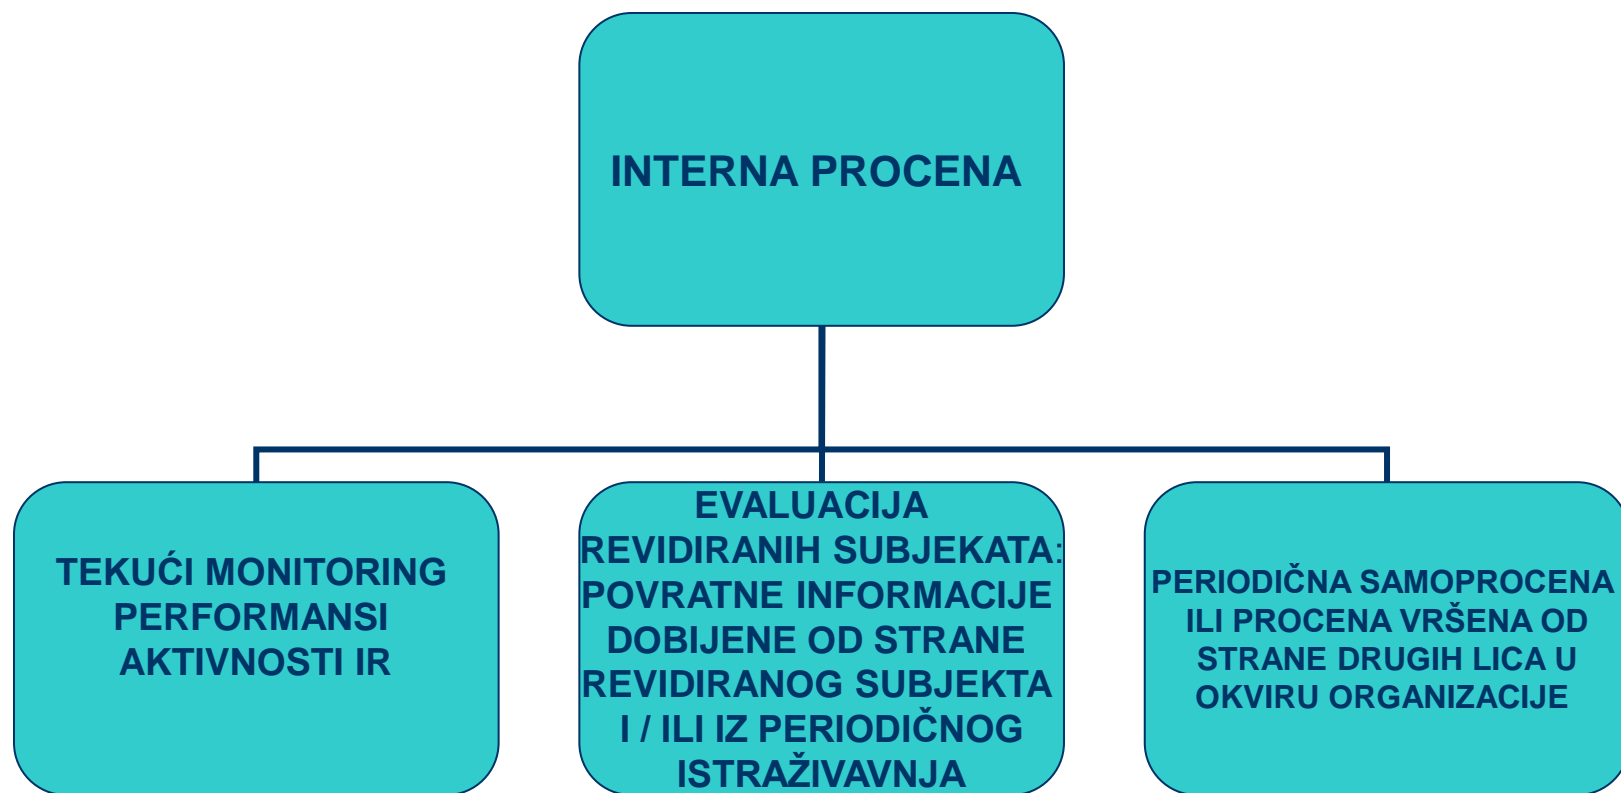 INTERNA PROCENA
TEKUĆI MONITORING
PERFORMANSI
AKTIVNOSTI IR
EVALUACIJA
REVIDIRANIH SUBJEKATA:
POVRATNE INFORMACIJE
DOBIJENE OD STRANE
REVIDIRANOG SUBJEKTA
I / ILI IZ PERIODIČNOG
ISTRAŽIVAVNJA
PERIODIČNA SAMOPROCENA
ILI PROCENA VRŠENA OD
STRANE DRUGIH LICA U
OKVIRU ORGANIZACIJE